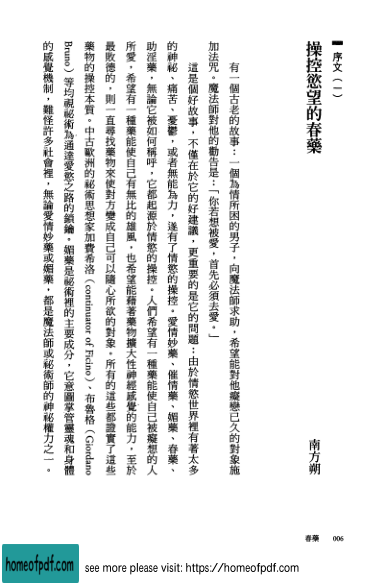 序文（一）
操控慾望的春藥
南方朔
有一個古老的故事：一個為情所困的男子，向魔法師求助，希望能對他癡戀已久的對象施
加法咒。魔法師對他的勸告是：「你若想被愛，首先必須去愛。」
這是個好故事，不僅在於它的好建議，更重要的是它的問題：由於情慾世界裡有著太多
的神祕、痛苦、憂鬱，或者無能為力，遂有了情慾的操控。愛情妙藥、催情藥、媚藥、春藥、
助淫藥，無論它被如何稱呼，它都起源於情慾的操控。人們希望有一種藥能使自己被癡想的人
所愛，希望有一種藥能使自己有無比的雄風，也希望能藉著藥物擴大性神經感覺的能力，至於
最敗德的，則一直尋找藥物來使對方變成自己可以隨心所欲的對象。所有的這些都證實了這些
藥物的操控本質。中古歐洲的祕術思想家加費希洛（continuator of Ficino）、布魯格（Giordano
Bruno）等均視祕術為通達愛慾之路的鎖鑰。媚藥是祕術裡的主要成分，它意圖掌管靈魂和身體
的感覺機制，難怪許多社會裡，無論愛情妙藥或媚藥，都是魔法師或祕術師的神祕權力之一。
春藥 006
homeofpdf.com
see more please visit: https://homeofpdf.com